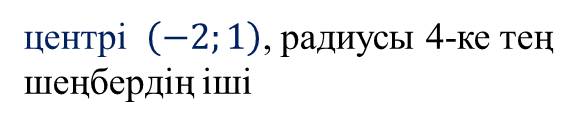 центрі (−2; 1), радиусы 4-ке тең
шеңбердің іші